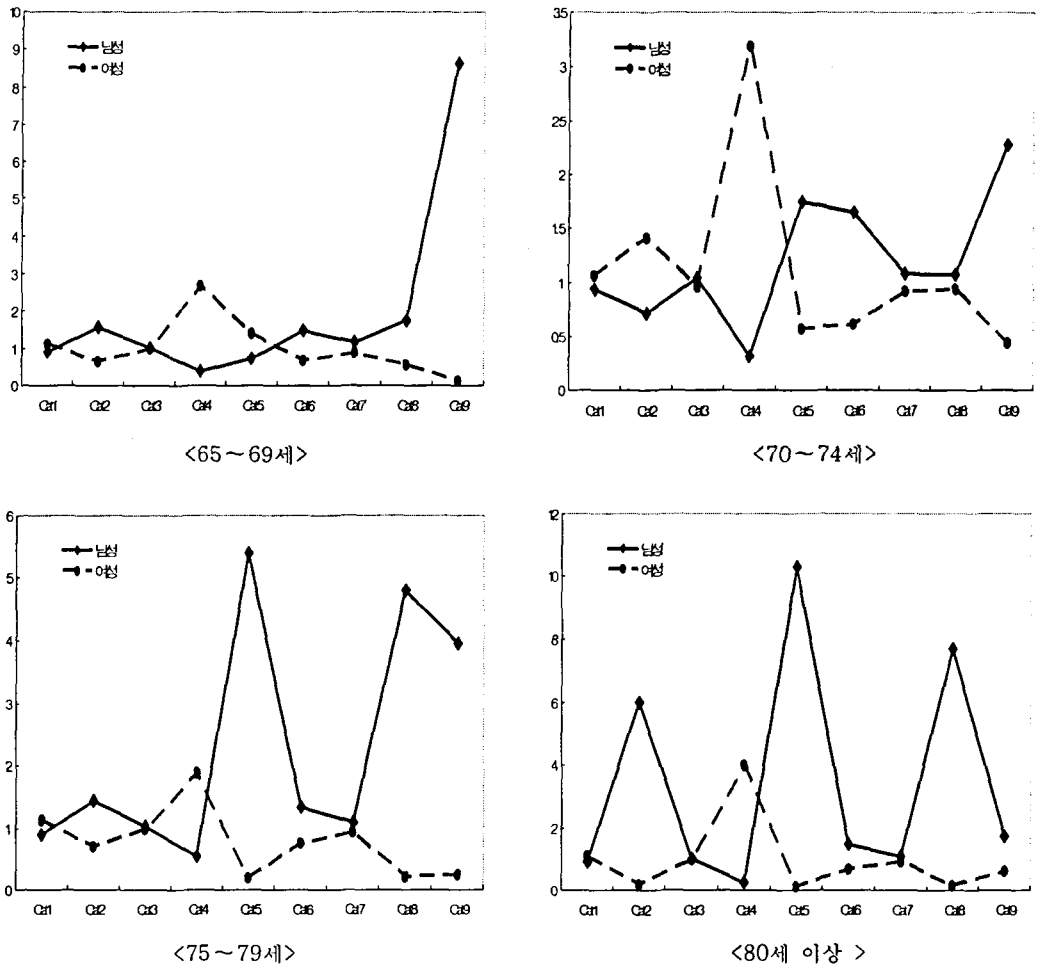 10
9
8
7
6
5
4
3
2
1
0
남성
여성
Cat1 Cat2 Cat3 Cat4 Cat5 Cat6 Cat7 Cat8 Cat9
<65~69세>
3.5
3
2.5
2
1.5
1
0.5
0
남성
여성
Cat1 Cat2 Cat3 Cat4 Cat5 Cat6 Cat7 Cat8 Cat9
<70~74세>
6
5
4
3
2
1
0
남성
여성
Cat1 Cat2 Cat3 Cat4 Cat5 Cat6 Cat7 Cat8 Cat9
<75~79세>
12
10
8
6
4
2
0
남성
여성
Cat1 Cat2 Cat3 Cat4 Cat5 Cat6 Cat7 Cat8 Cat9
<80세 이상 >